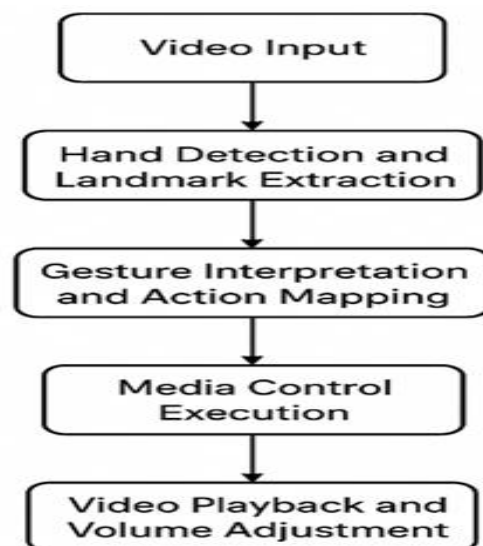 Video Input
Hand Detection and
Landmark Extraction
Gesture Interpretation
and Action Mapping
Media Control
Execution
Video Playback and
Volume Adjustment